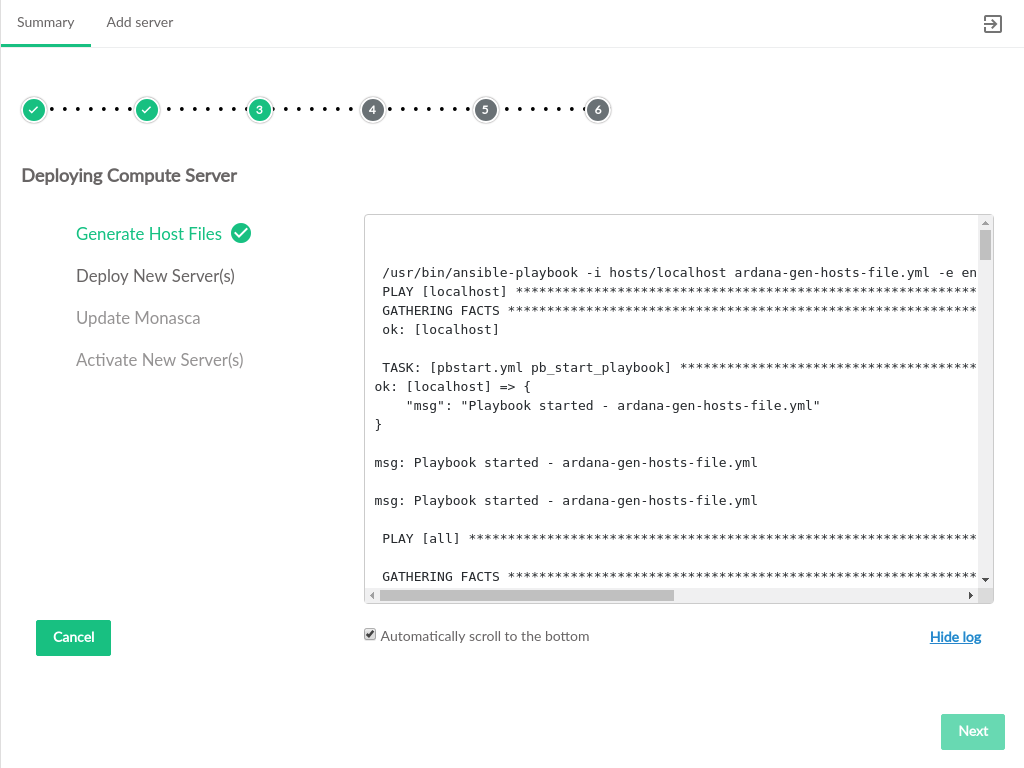 Summary Add server
3 4 5 6
Deploying Compute Server
Generate Host Files
Deploy New Server(s)
Update Monasca
Activate New Server(s)
/usr/bin/ansible-playbook -i hosts/localhost ardana-gen-hosts-file.yml -e en
PLAY [localhost] ************************************************************
GATHERING FACTS ************************************************************
ok: [localhost]
TASK: [pbstart.yml pb_start_playbook] **************************************
ok: [localhost] => {
"msg": "Playbook started - ardana-gen-hosts-file.yml"
}
msg: Playbook started - ardana-gen-hosts-file.yml
msg: Playbook started - ardana-gen-hosts-file.yml
PLAY [all] *****************************************************************
GATHERING FACTS ************************************************************
Cancel
Automatically scroll to the bottom
Hide log
Next